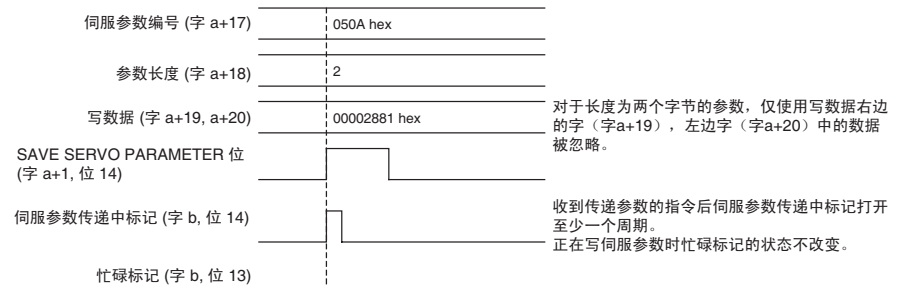 伺服参数编号 (字 a+17)
050A hex
参数长度 (字 a+18)
2
写数据 (字 a+19, a+20)
00002881 hex
对于长度为两个字节的参数，仅使用写数据右边
的字（字a+19），左边字（字a+20）中的数据
被忽略。
SAVE SERVO PARAMETER 位
(字 a+1, 位 14)
伺服参数传递中标记 (字 b, 位 14)
收到传递参数的指令后伺服参数传递中标记打开
至少一个周期。
正在写伺服参数时忙碌标记的状态不改变。
忙碌标记 (字 b, 位 13)